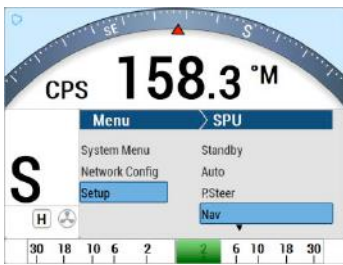 SE S
CPS 158.3 °M
Menu SPU
System Menu Standby
Network Config Auto
Setup P.Steer
S Nav
H
30 18 10 6 2 2 6 10 18 30